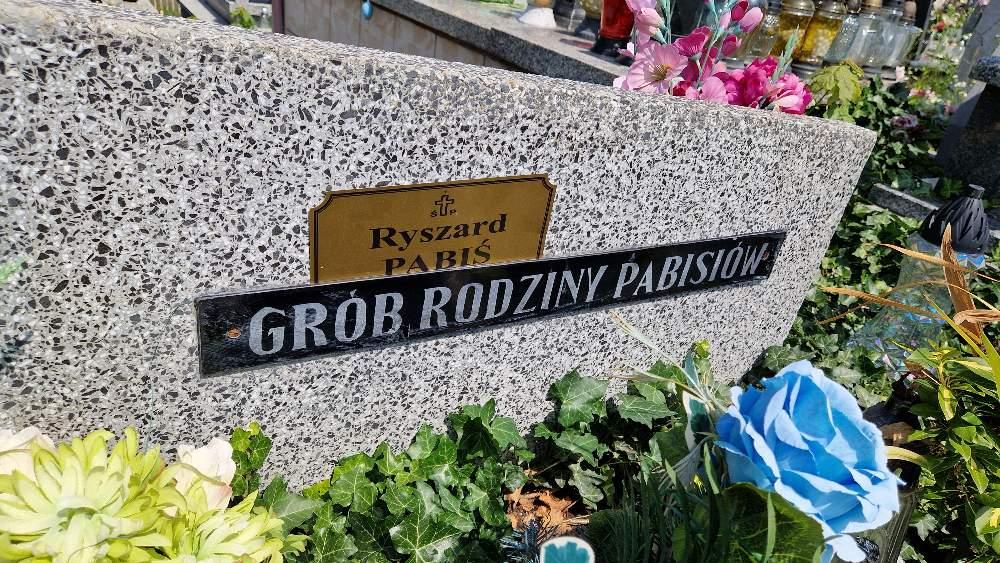 Ś P
Ryszard
PABIŚ
GRÓB RODZINY PABISIÓW